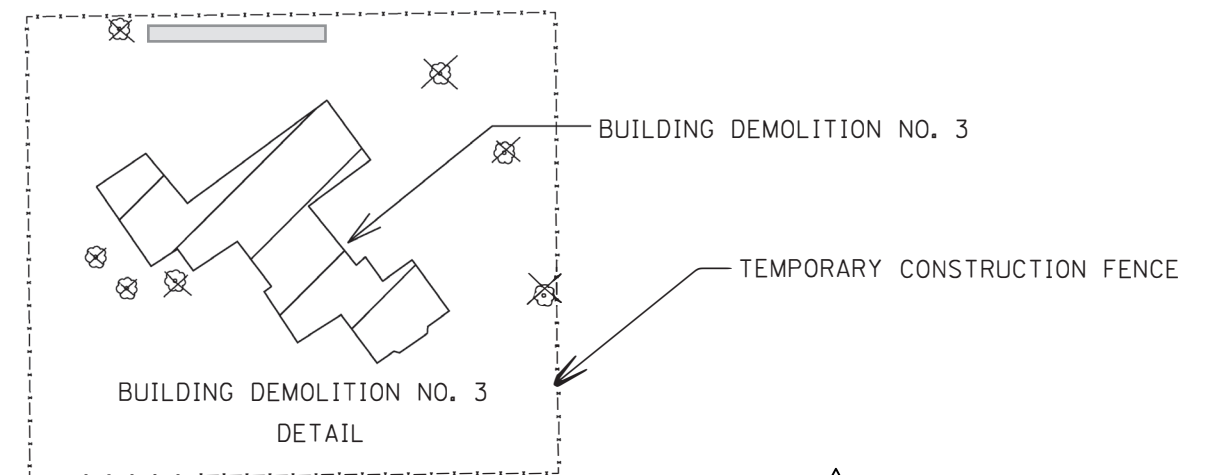 BUILDING DEMOLITION NO. 3
TEMPORARY CONSTRUCTION FENCE
BUILDING DEMOLITION NO. 3
DETAIL